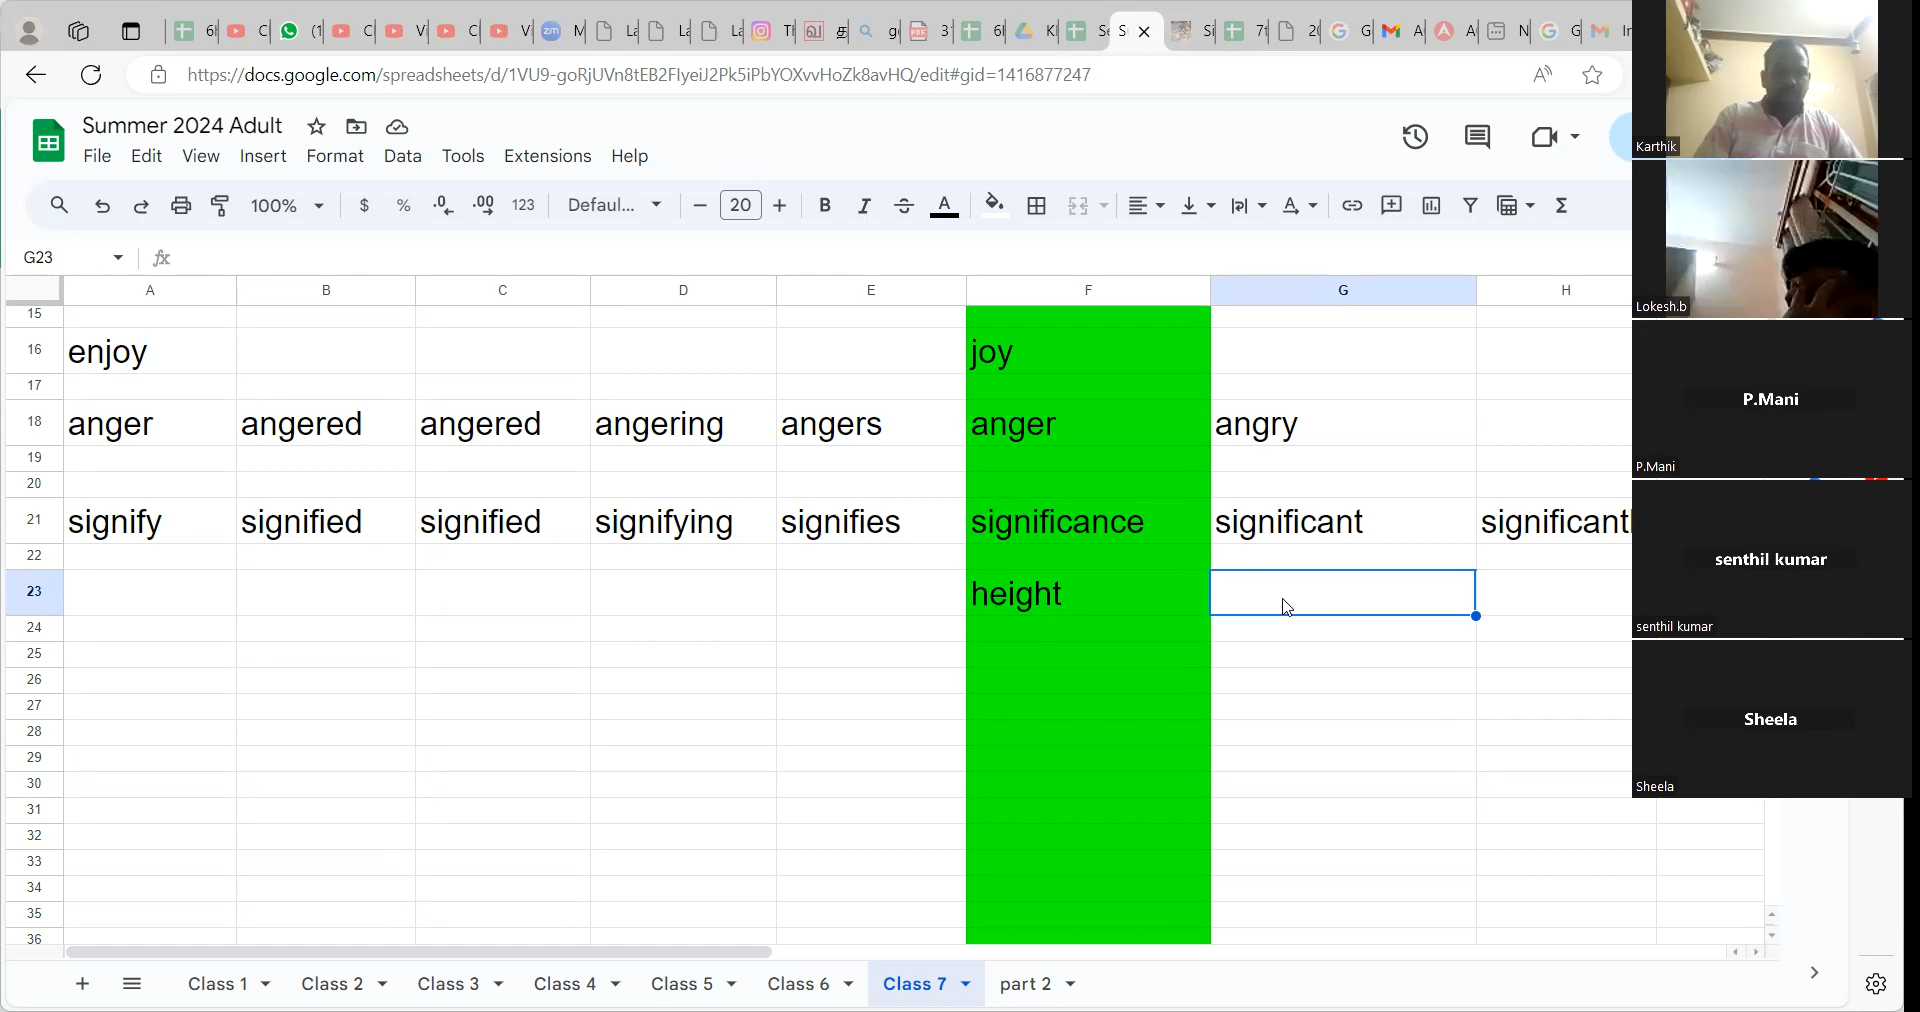 https://docs.google.com/spreadsheets/d/1VU9-goRjUVn8tEB2FIyeiJ2Pk5iPbYOXvvHoZk8avHQ/edit#gid=1416877247
Summer 2024 Adult
File Edit View Insert Format Data Tools Extensions Help
100% $ % .0 .00 123 Defaul... 20 B I A Σ
G23 fx
A B C D E F G H
15
16 enjoy joy
17
18 anger angered angered angering angers anger angry
19
20
21 signify signified signified signifying signifies significance significant significantl
22
23 height
24
25
26
27
28
29
30
31
32
33
34
35
36
Class 1 Class 2 Class 3 Class 4 Class 5 Class 6 Class 7 part 2
Karthik
Lokesh.b
P.Mani
P.Mani
senthil kumar
senthil kumar
Sheela
Sheela